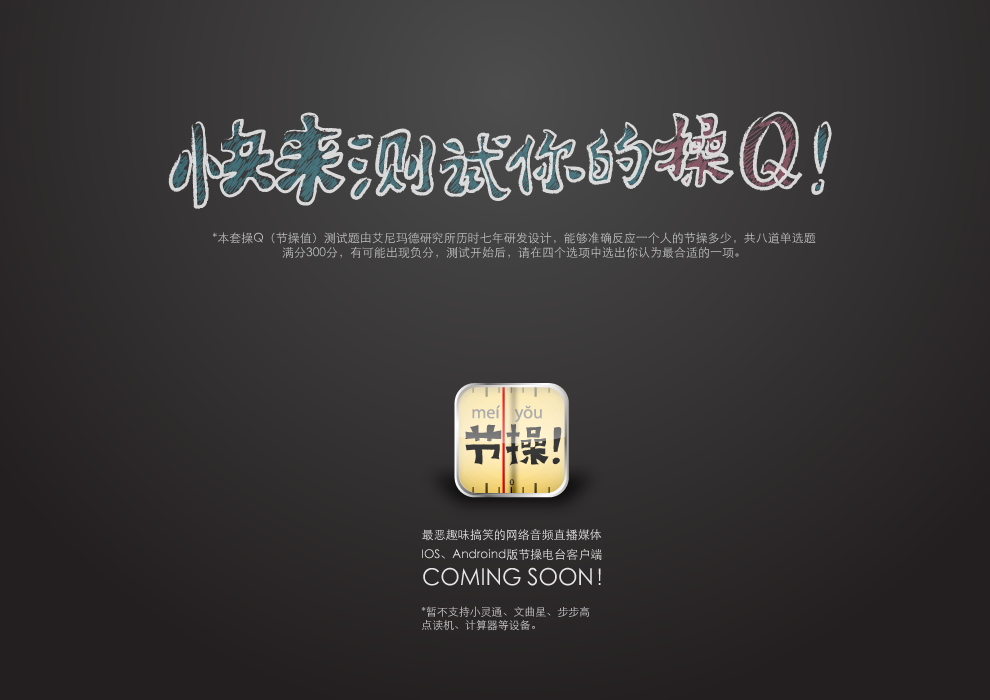 快来测试你的操Q!
*本套操Q（节操值）测试题由艾尼玛德研究所历时七年研发设计，能够准确反应一个人的节操多少，共八道单选题
满分300分，有可能出现负分，测试开始后，请在四个选项中选出你认为最合适的一项。
meí yǒu
节操!
0
最恶趣味搞笑的网络音频直播媒体
IOS、Androind版节操电台客户端
COMING SOON!
*暂不支持小灵通、文曲星、步步高
点读机、计算器等设备。